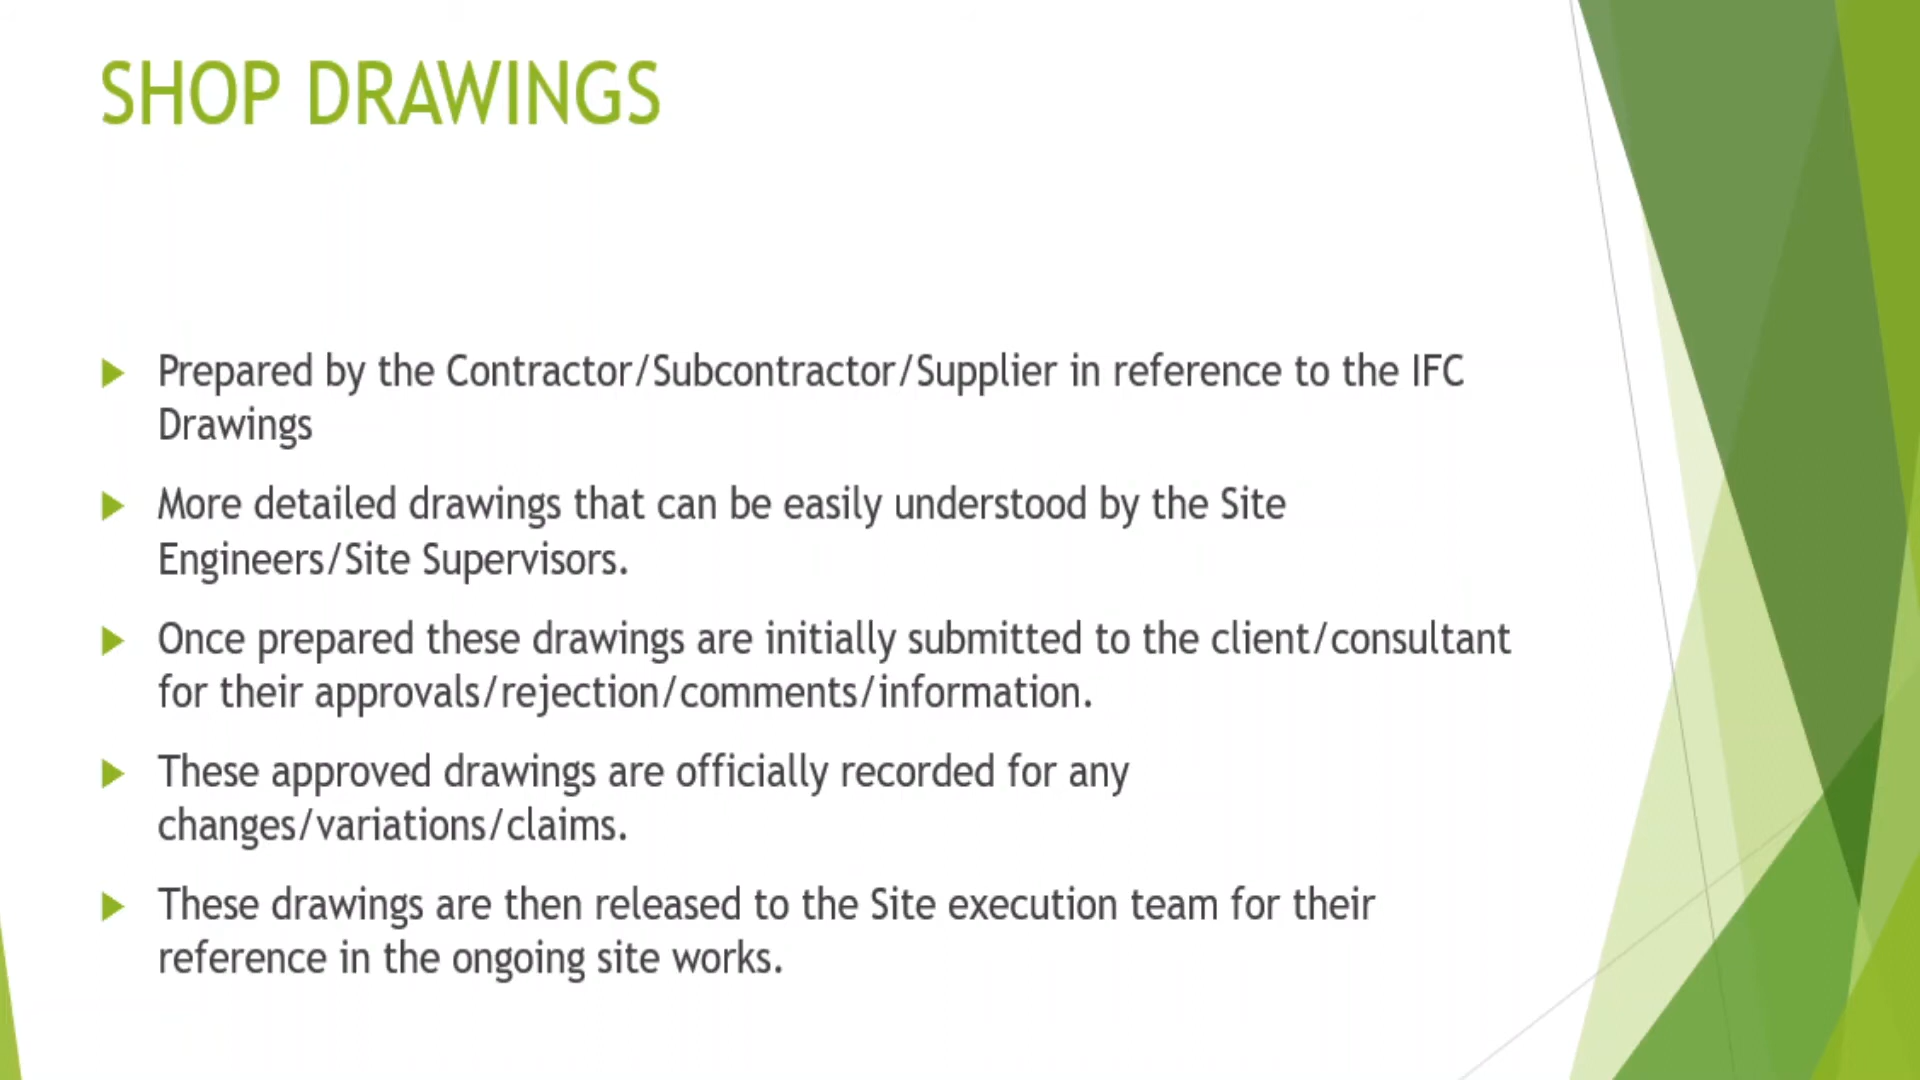 SHOP DRAWINGS
Prepared by the Contractor/Subcontractor/Supplier in reference to the IFC
Drawings
More detailed drawings that can be easily understood by the Site
Engineers/Site Supervisors.
Once prepared these drawings are initially submitted to the client/consultant
for their approvals/rejection/comments/information.
These approved drawings are officially recorded for any
changes/variations/claims.
These drawings are then released to the Site execution team for their
reference in the ongoing site works.